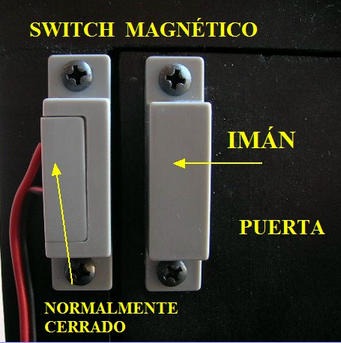 SWITCH MAGNÉTICO
IMÁN
PUERTA
NORMALMENTE
CERRADO